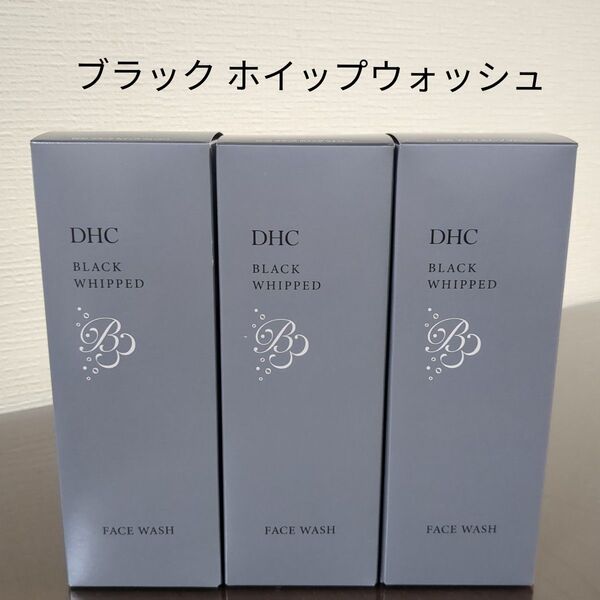 ブラック ホイップウォッシュ
DHC
BLACK
WHIPPED
B
FACE WASH
DHC
BLACK
WHIPPED
B
FACE WASH
DHC
BLACK
WHIPPED
B
FACE WASH